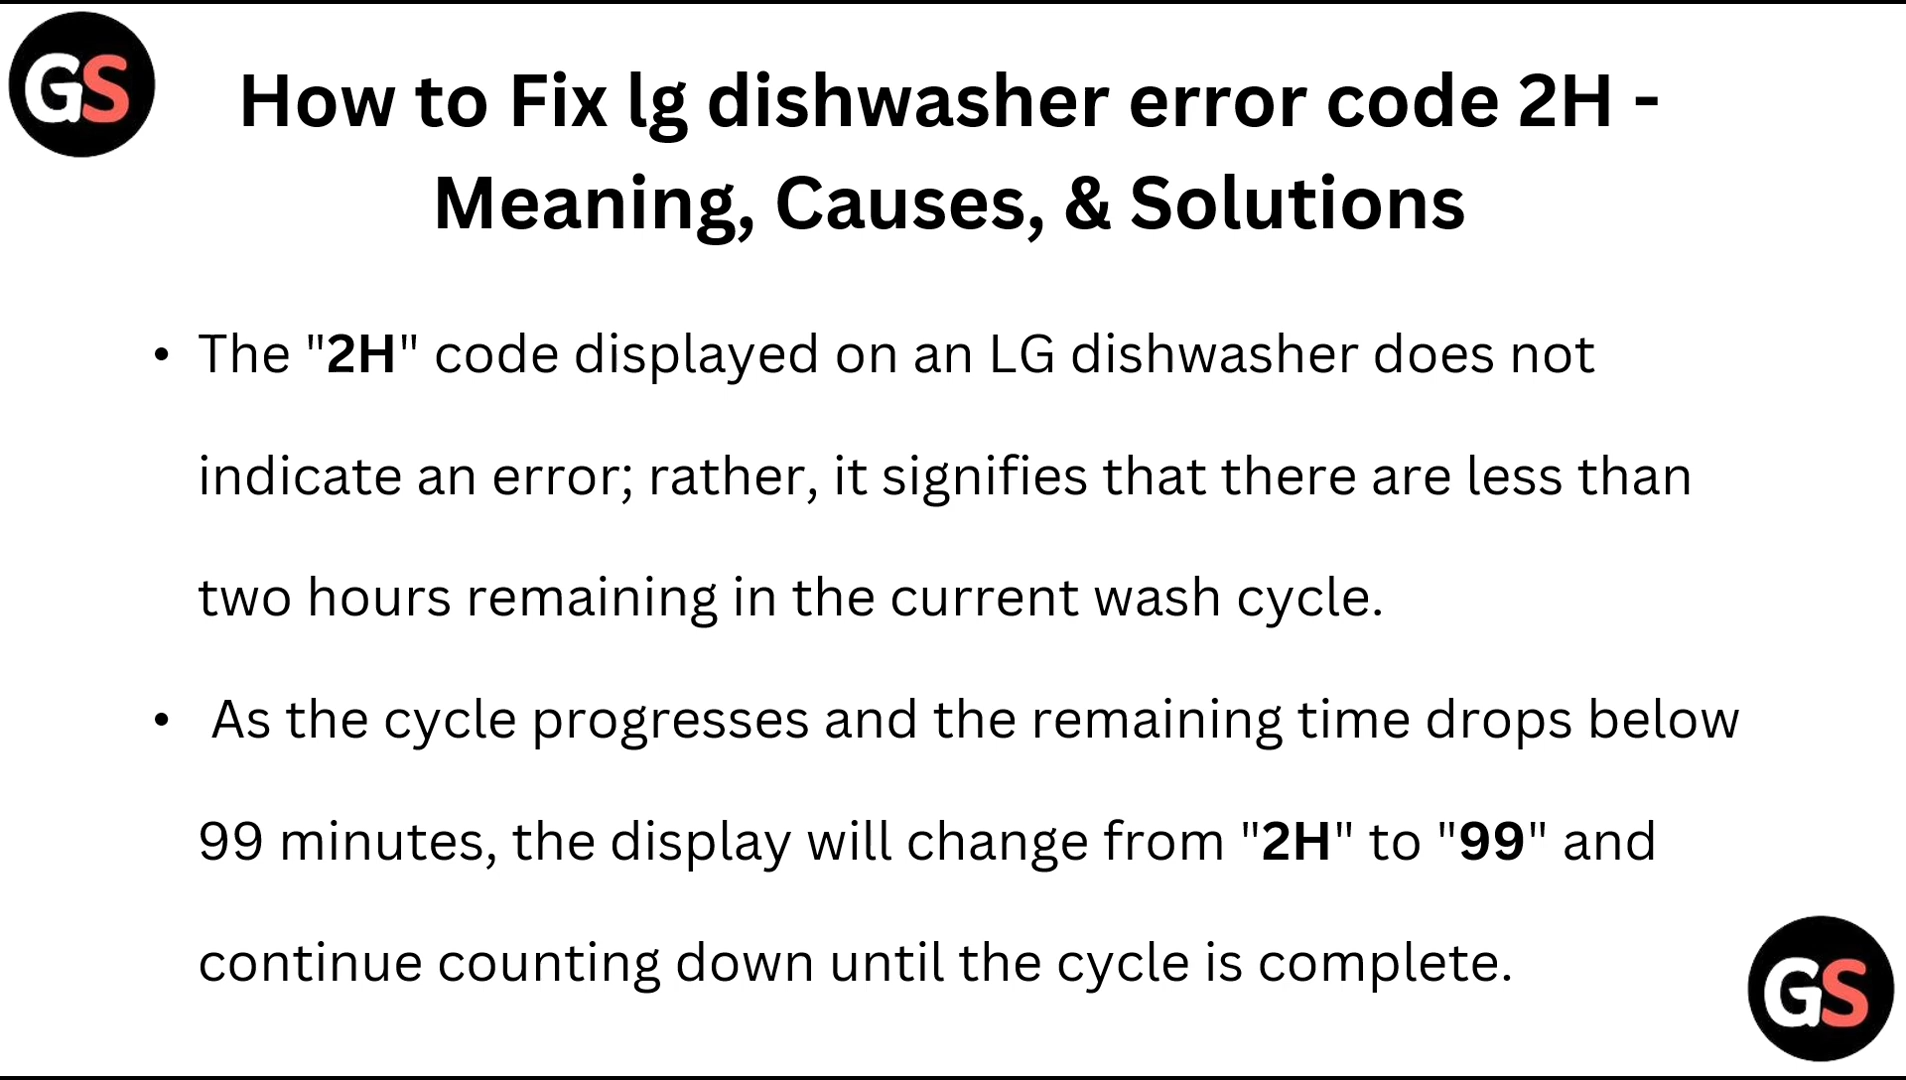 GS
How to Fix lg dishwasher error code 2H -
Meaning, Causes, & Solutions
• The "2H" code displayed on an LG dishwasher does not
indicate an error; rather, it signifies that there are less than
two hours remaining in the current wash cycle.
• As the cycle progresses and the remaining time drops below
99 minutes, the display will change from "2H" to "99" and
continue counting down until the cycle is complete.
GS